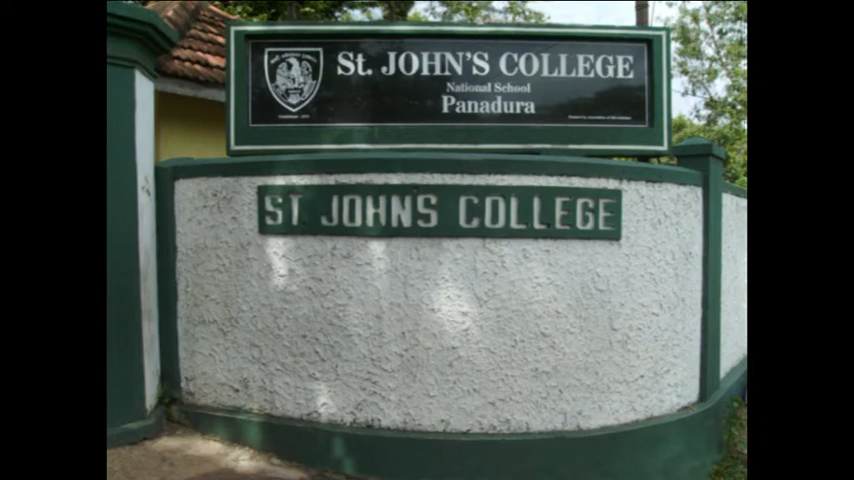 St. JOHN'S COLLEGE
National School
Panadura
ST. JOHNS COLLEGE